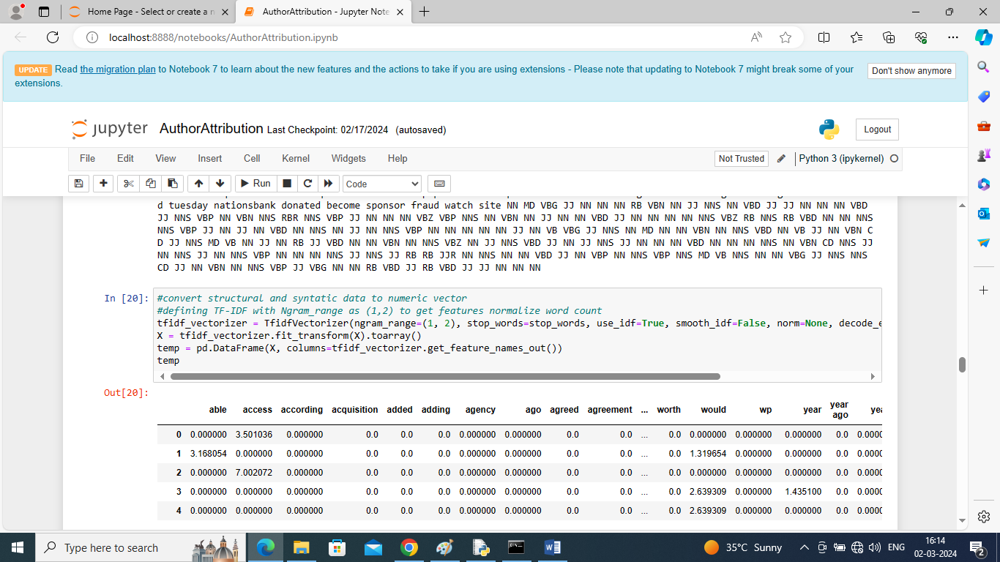 Home Page - Select or create a n
AuthorAttribution - Jupyter Note
localhost:8888/notebooks/AuthorAttribution.ipynb
UPDATE Read the migration plan to Notebook 7 to learn about the new features and the actions to take if you are using extensions - Please note that updating to Notebook 7 might break some of your
extensions.
Don't show anymore
jupyter AuthorAttribution Last Checkpoint: 02/17/2024 (autosaved)
Logout
File Edit View Insert Cell Kernel Widgets Help
Not Trusted Python 3 (ipykernel)
Run Code
d tuesday nationsbank donated become sponsor fraud watch site NN MD VBG JJ NN NN NN RB VBN NN JJ NNS NN VBD JJ JJ NN NN NN VBD
JJ NNS VBP NN VBN NNS RBR NNS VBP JJ NN NN NN VBZ VBP NNS NN VBN NN JJ NN NN VBD JJ NN NN NN NN NNS VBZ RB NNS RB VBD NN NN NNS
NNS VBP JJ NN JJ NN VBD NN NNS NN JJ NN NNS VBP NN NN NN NN NN JJ NN VB VBG JJ NNS NN MD NN NN VBN NN NNS VBD NN VB JJ NN VBN C
D JJ NNS MD VB NN JJ NN RB JJ VBD NN NN VBN NN NNS VBZ NN JJ NNS VBD JJ NN JJ NNS JJ NN NN NN VBD NN NN NN NNS NN VBN CD NNS JJ
NN NNS JJ NN NNS VBP NN NN NN NNS JJ NNS JJ RB RB JJR NN NNS NN NN VBD JJ NN VBP NN NNS VBP NNS MD VB NNS NN NN VBG JJ NNS NNS
CD JJ NN VBN NN NNS VBP JJ VBG NN NN RB VBD JJ RB VBD JJ JJ NN NN NN
In [20]:
#convert structural and syntatic data to numeric vector
#defining TF-IDF with Ngram_range as (1,2) to get features normalize word count
tfidf_vectorizer = TfidfVectorizer(ngram_range=(1, 2), stop_words=stop_words, use_idf=True, smooth_idf=False, norm=None, decode_e
X = tfidf_vectorizer.fit_transform(X).toarray()
temp = pd.DataFrame(X, columns=tfidf_vectorizer.get_feature_names_out())
temp
Out[20]:
able access according acquisition added adding agency ago agreed agreement ... worth would wp year year ago yea
0 0.000000 3.501036 0.000000 0.0 0.0 0.0 0.000000 0.000000 0.0 0.0 ... 0.0 0.000000 0.000000 0.000000 0.0 0.0000
1 3.168054 0.000000 0.000000 0.0 0.0 0.0 0.000000 0.000000 0.0 0.0 ... 0.0 1.319654 0.000000 0.000000 0.0 0.0000
2 0.000000 7.002072 0.000000 0.0 0.0 0.0 0.000000 0.000000 0.0 0.0 ... 0.0 0.000000 0.000000 0.000000 0.0 0.0000
3 0.000000 0.000000 0.000000 0.0 0.0 0.0 0.000000 0.000000 0.0 0.0 ... 0.0 2.639309 0.000000 1.435100 0.0 0.0000
4 0.000000 0.000000 0.000000 0.0 0.0 0.0 0.000000 0.000000 0.0 0.0 ... 0.0 2.639309 0.000000 0.000000 0.0 0.0000
Type here to search
35°C Sunny
ENG
16:14
02-03-2024
2